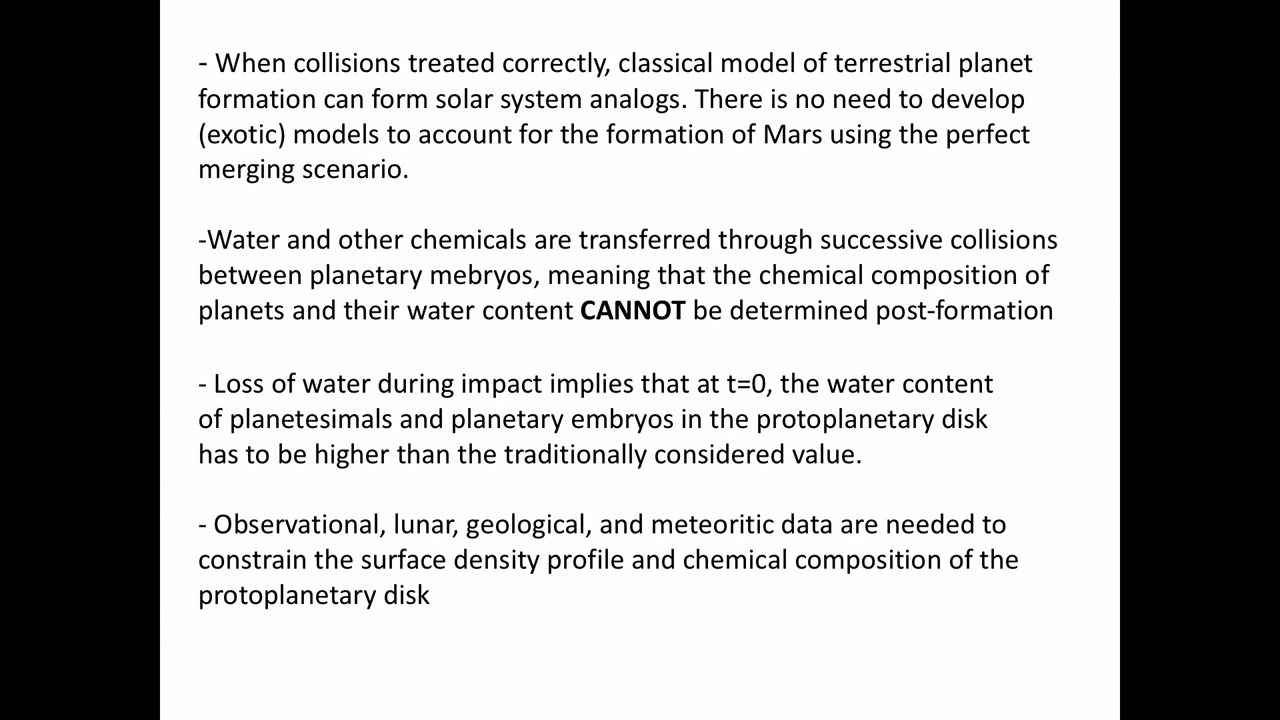 - When collisions treated correctly, classical model of terrestrial planet
formation can form solar system analogs. There is no need to develop
(exotic) models to account for the formation of Mars using the perfect
merging scenario.
-Water and other chemicals are transferred through successive collisions
between planetary mebryos, meaning that the chemical composition of
planets and their water content CANNOT be determined post-formation
- Loss of water during impact implies that at t=0, the water content
of planetesimals and planetary embryos in the protoplanetary disk
has to be higher than the traditionally considered value.
- Observational, lunar, geological, and meteoritic data are needed to
constrain the surface density profile and chemical composition of the
protoplanetary disk